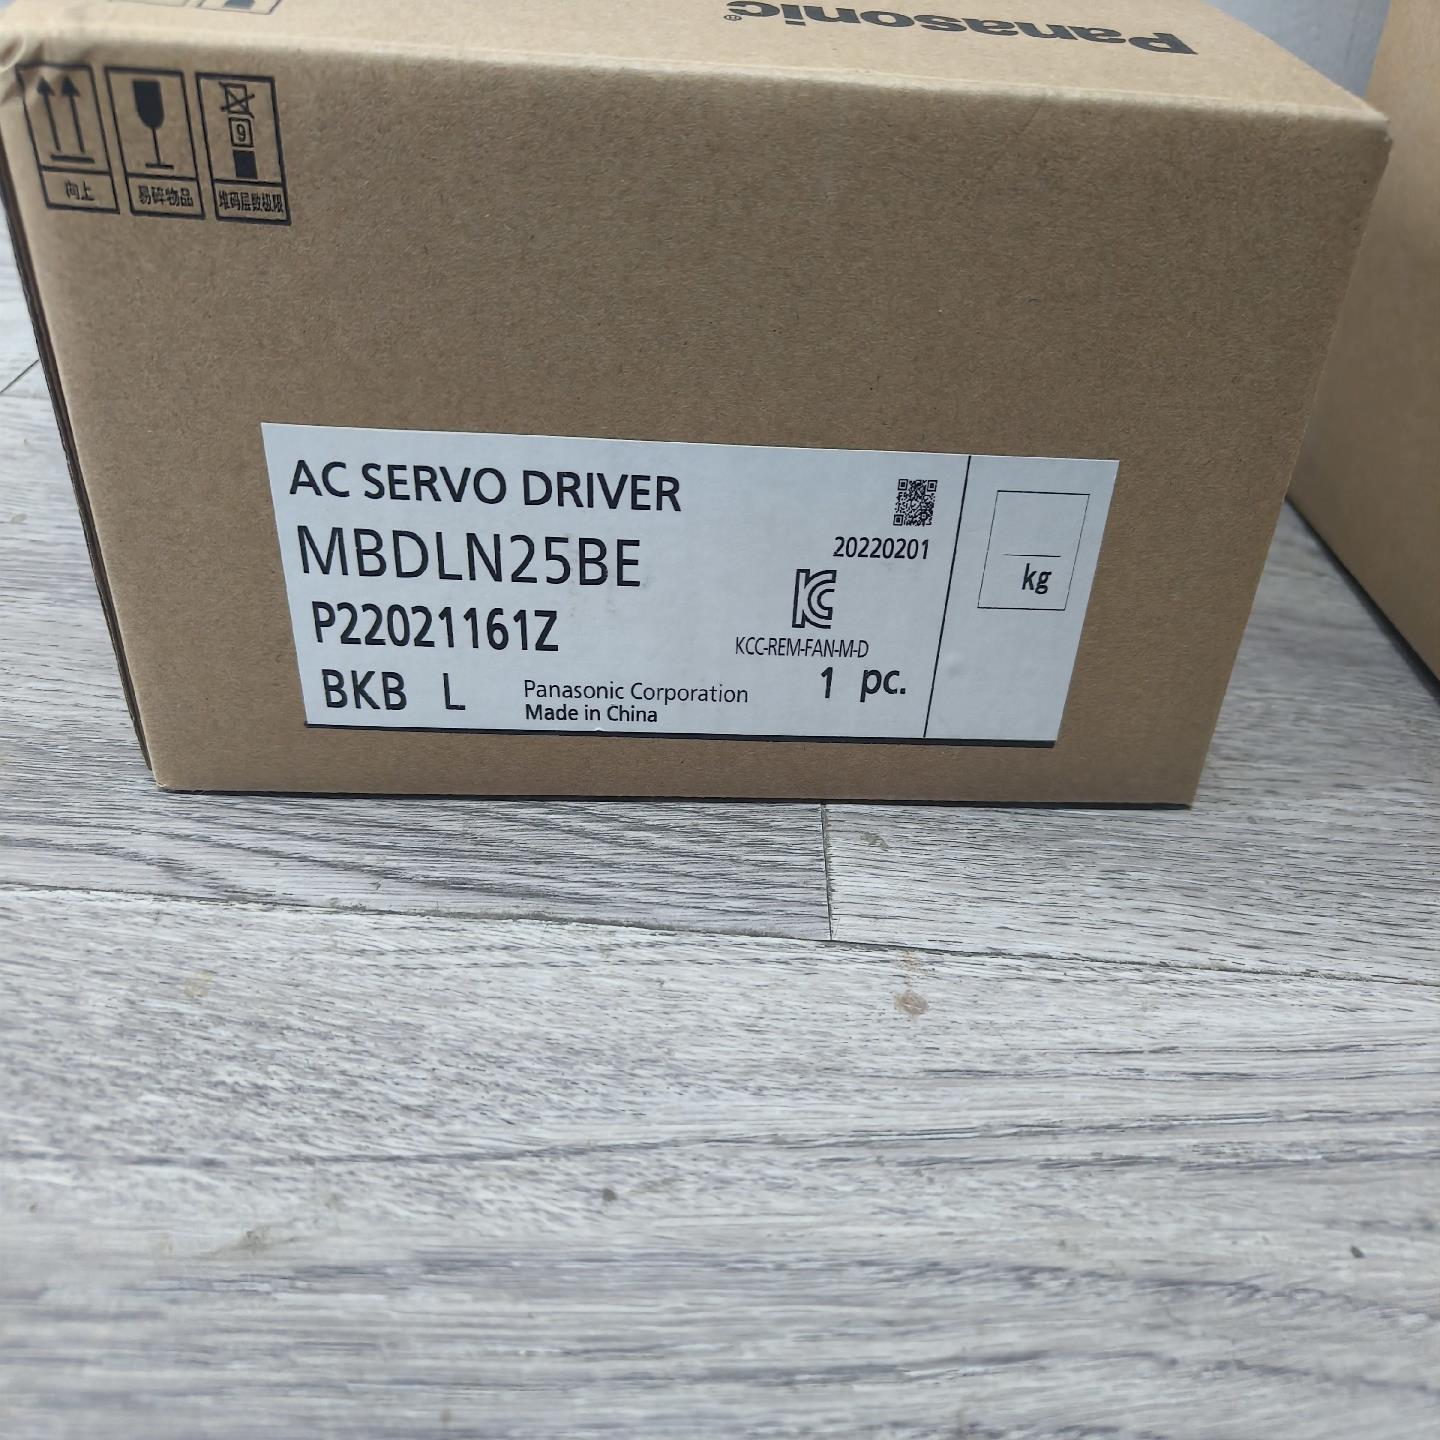 Panasonic®
9
向上
易碎物品
堆码层数极限
AC SERVO DRIVER
MBDLN25BE
20220201
kg
P22021161Z
KCC-REM-FAN-M-D
BKB L
Panasonic Corporation
1 pc.
Made in China